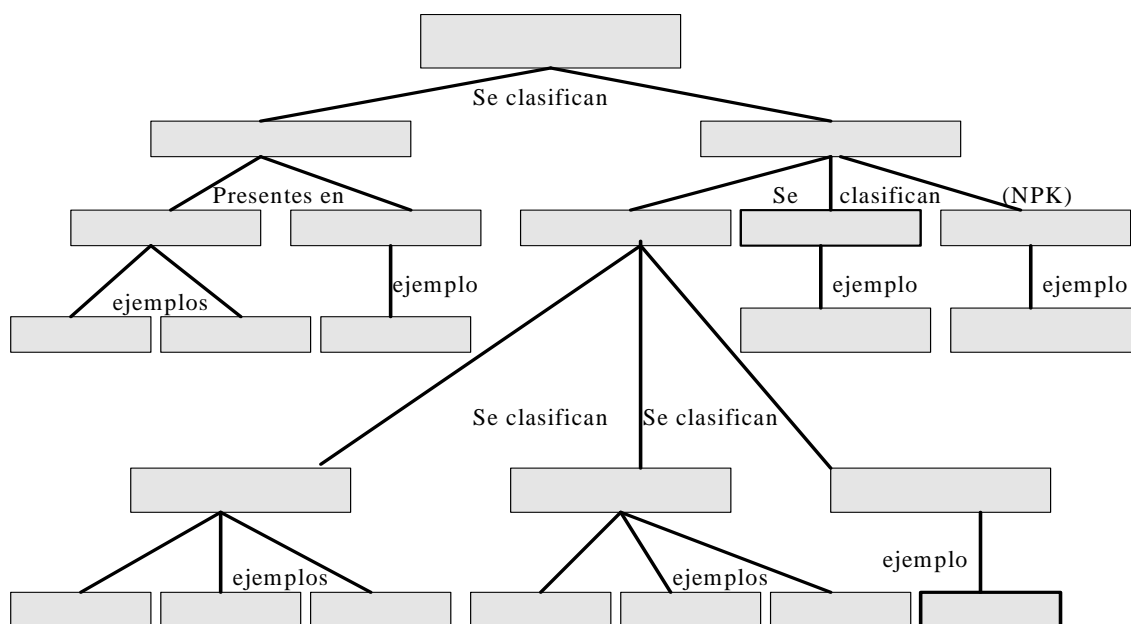 Se clasifican
Presentes en
Se clasifican (NPK)
ejemplos
ejemplo
ejemplo
ejemplo
Se clasifican
Se clasifican
ejemplos
ejemplos
ejemplo